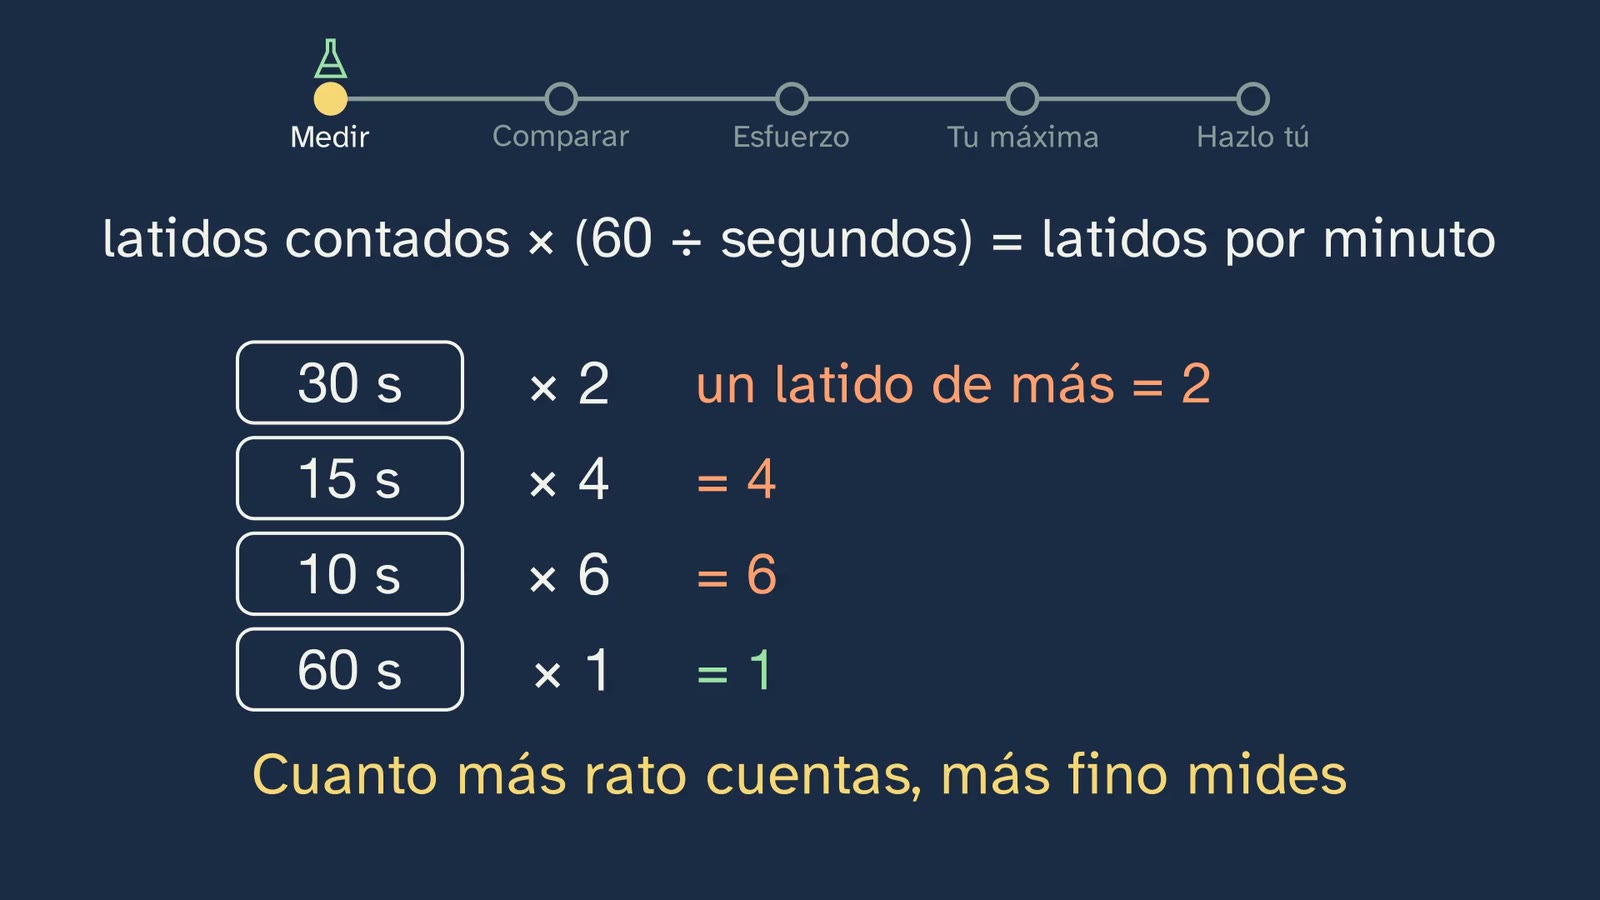 Medir Comparar Esfuerzo Tu máxima Hazlo tú
latidos contados × (60 ÷ segundos) = latidos por minuto
30 s × 2 un latido de más = 2
15 s × 4 = 4
10 s × 6 = 6
60 s × 1 = 1
Cuanto más rato cuentas, más fino mides